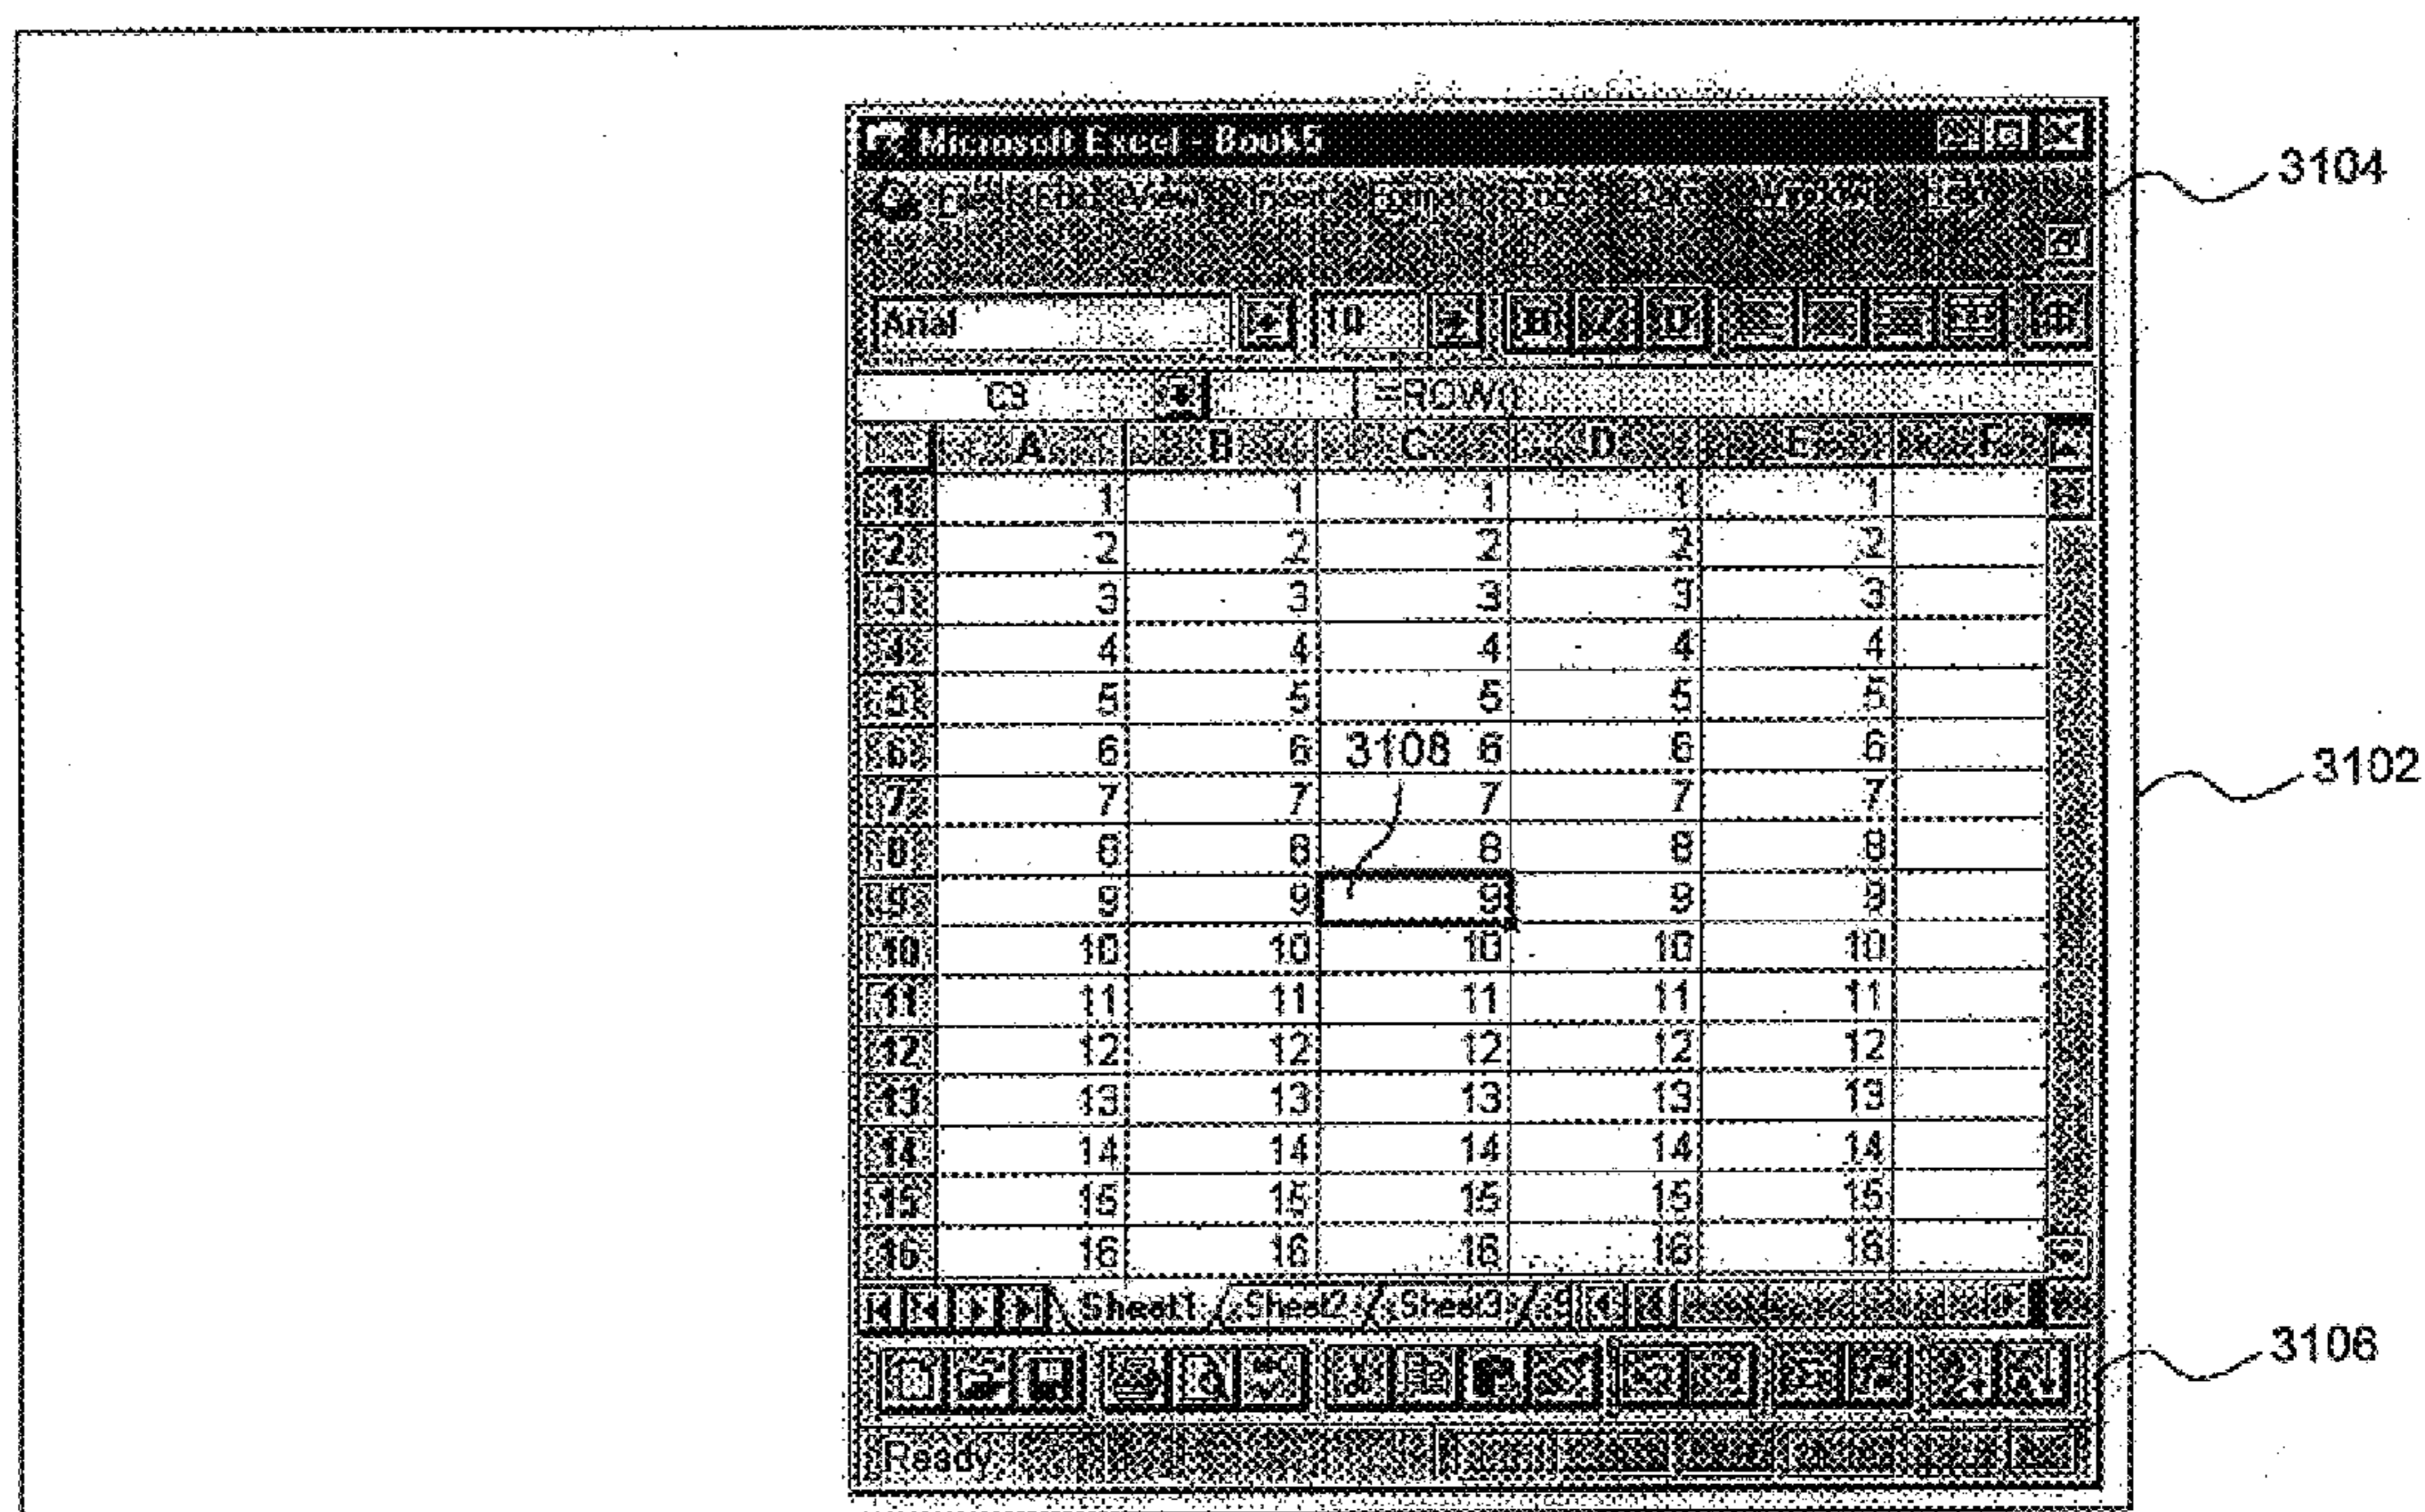 Microsoft Excel - Book5
View Insert Format
3104
Arial 10 B I U
C9 =ROW()
A B C D E F
1 1 1 1 1 1
2 2 2 2 2 2
3 3 3 3 3 3
4 4 4 4 4 4
5 5 5 5 5 5
6 6 6 3108 6 6 6
7 7 7 7 7 7
3102
8 8 8 8 8 8
9 9 9 9 9 9
10 10 10 10 10 10
11 11 11 11 11 11
12 12 12 12 12 12
13 13 13 13 13 13
14 14 14 14 14 14
15 15 15 15 15 15
16 16 16 16 16 16
Sheet1 Sheet2 Sheet3 S
3106
Ready